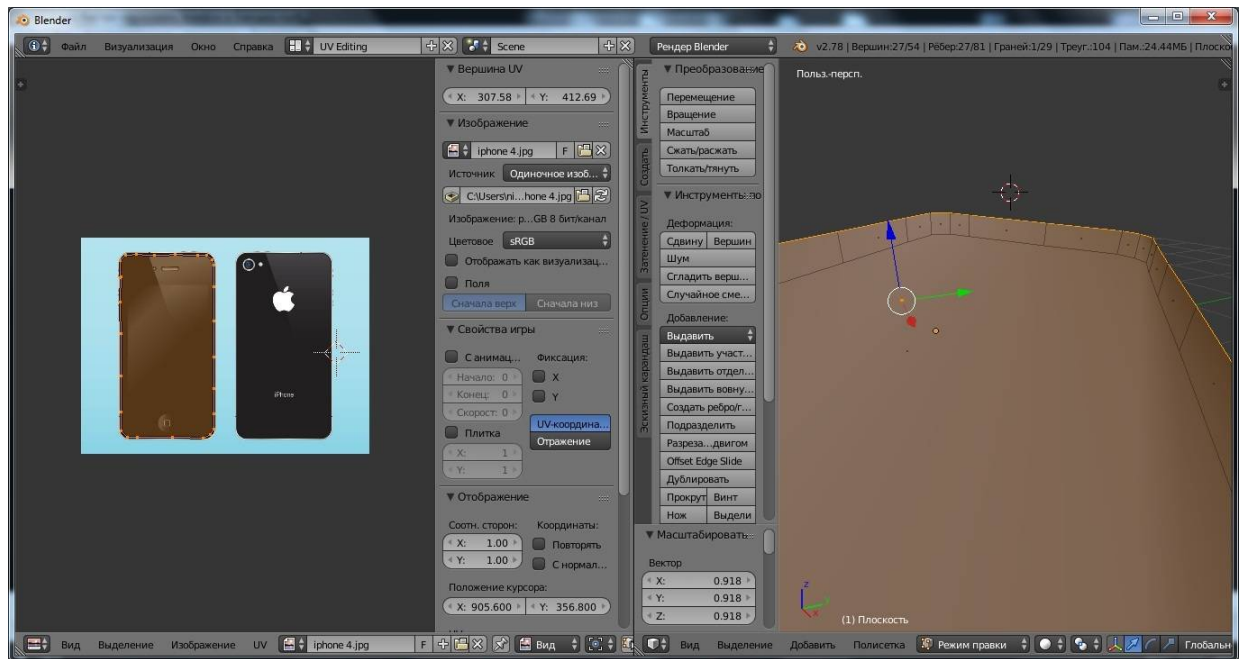 Blender
Файл Визуализация Окно Справка UV Editing Scene Рендер Blender v2.78 | Вершин:27/54 | Рёбер:27/81 | Граней:1/29 | Треуг.:104 | Пам.:24.44МБ | Плоско
▼ Вершина UV
X: 307.58 Y: 412.69
▼ Изображение
iphone 4.jpg F
Источник Одиночное изоб...
C:\Users\ni...hone 4.jpg
Изображение: р...GB 8 бит/канал
Цветовое sRGB
Отображать как визуализац...
Поля
Сначала верх Сначала низ
▼ Свойства игры
С анимац... Фиксация:
Начало: 0 X
Конец: 0 Y
Скорост: 0
UV-координа...
Плитка Отражение
X: 1
Y: 1
▼ Отображение
Соотн. сторон: Координаты:
X: 1.00 Повторять
Y: 1.00 С нормал...
Положение курсора:
X: 905.600 Y: 356.800
Инструменты
Создать
Затенение / UV
Опции
Эскизный карандаш
▼ Преобразование
Перемещение
Вращение
Масштаб
Сжать/расжать
Толкать/тянуть
▼ Инструменты по
Деформация:
Сдвину Вершин
Шум
Сгладить верш...
Случайное сме...
Добавление:
Выдавить
Выдавить участ...
Выдавить отдел...
Выдавить вовну...
Создать ребро/г...
Подразделить
Разреза...двигом
Offset Edge Slide
Дублировать
Прокрут Винт
Нож Выдели
▼ Масштабировать
Вектор
X: 0.918
Y: 0.918
Z: 0.918
Польз.-персп.
iPhone
z
y
x
(1) Плоскость
Вид Выделение Изображение UV iphone 4.jpg F Вид
Вид Выделение Добавить Полисетка Режим правки Глобальн